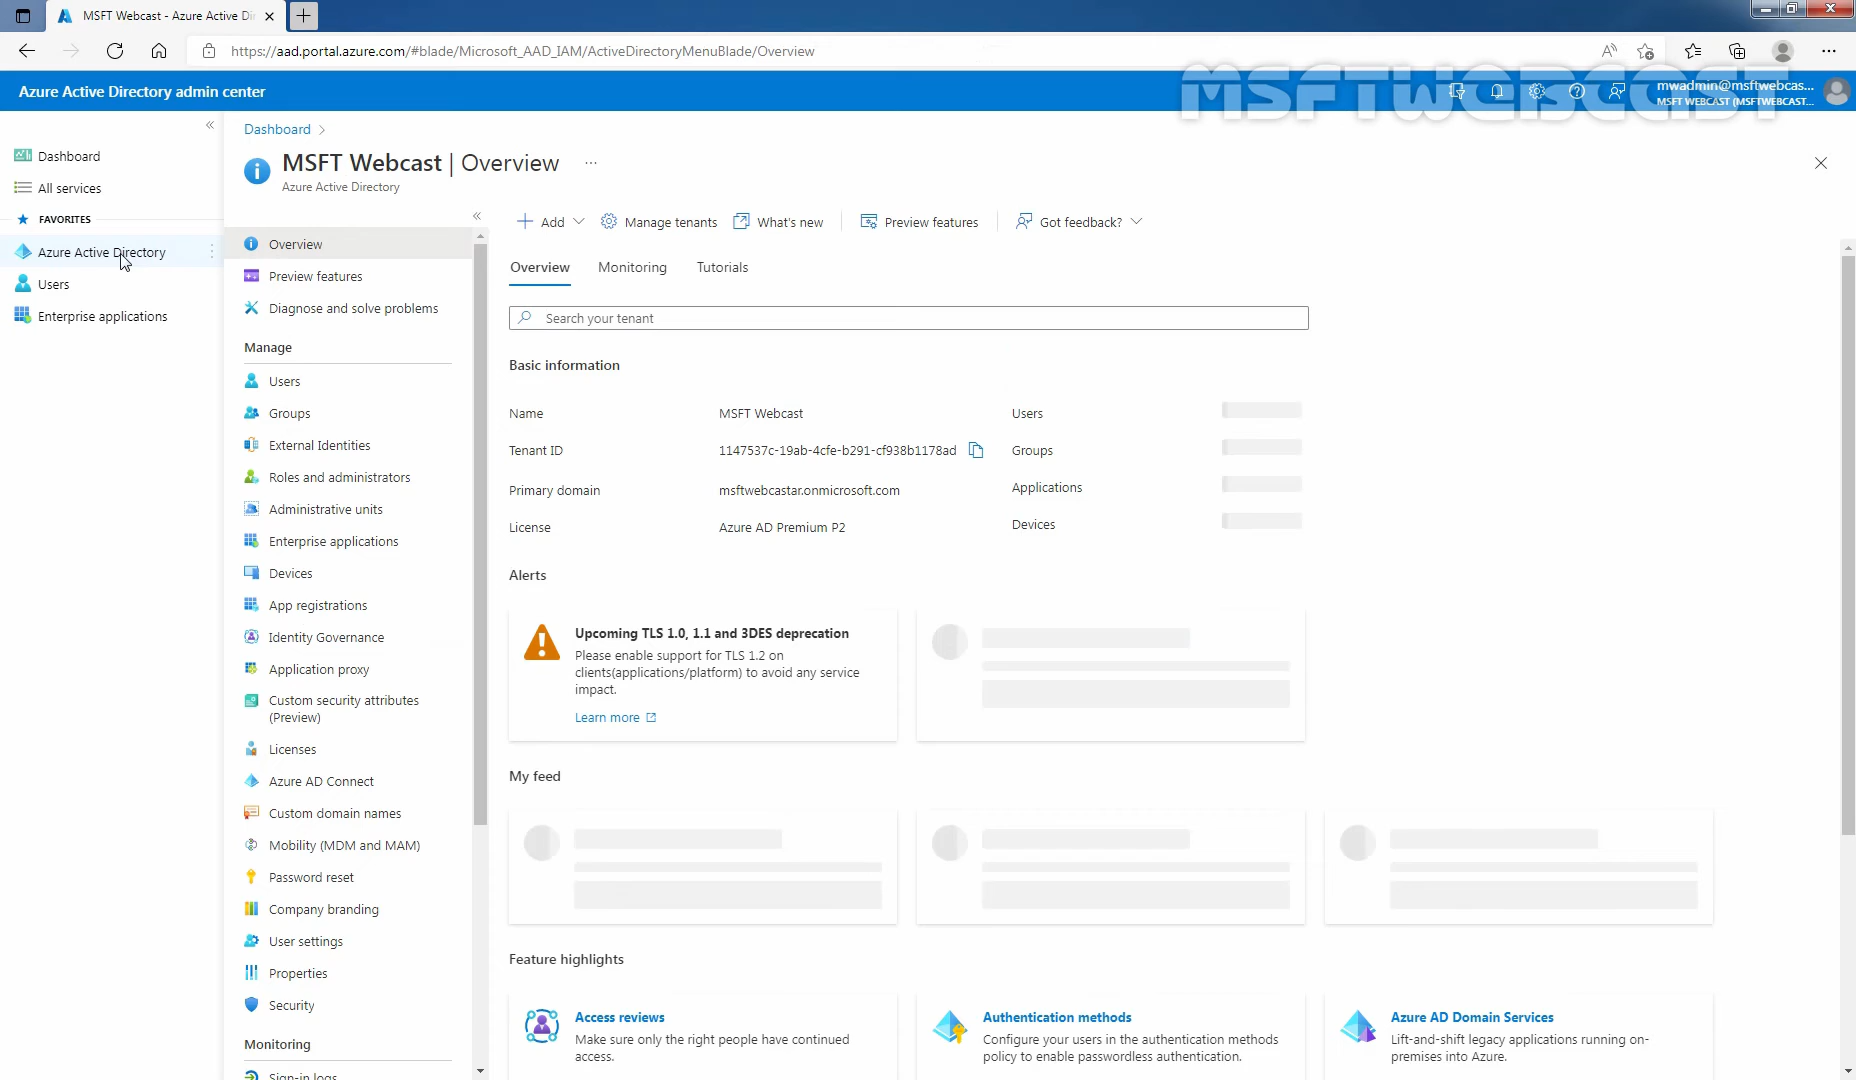 MSFT Webcast - Azure Active Di
https://aad.portal.azure.com/#blade/Microsoft_AAD_IAM/ActiveDirectoryMenuBlade/Overview
MSFTWEBCAST
Azure Active Directory admin center
mwadmin@msftwebcas...
MSFT WEBCAST (MSFTWEBCAST...
Dashboard
All services
FAVORITES
Azure Active Directory
Users
Enterprise applications
Dashboard
MSFT Webcast | Overview
Azure Active Directory
Overview
Preview features
Diagnose and solve problems
Manage
Users
Groups
External Identities
Roles and administrators
Administrative units
Enterprise applications
Devices
App registrations
Identity Governance
Application proxy
Custom security attributes
(Preview)
Licenses
Azure AD Connect
Custom domain names
Mobility (MDM and MAM)
Password reset
Company branding
User settings
Properties
Security
Monitoring
Sign-in logs
Add
Manage tenants
What's new
Preview features
Got feedback?
Overview
Monitoring
Tutorials
Search your tenant
Basic information
Name
MSFT Webcast
Users
Tenant ID
1147537c-19ab-4cfe-b291-cf938b1178ad
Groups
Primary domain
msftwebcastar.onmicrosoft.com
Applications
License
Azure AD Premium P2
Devices
Alerts
Upcoming TLS 1.0, 1.1 and 3DES deprecation
Please enable support for TLS 1.2 on
clients(applications/platform) to avoid any service
impact.
Learn more
My feed
Feature highlights
Access reviews
Make sure only the right people have continued
access.
Authentication methods
Configure your users in the authentication methods
policy to enable passwordless authentication.
Azure AD Domain Services
Lift-and-shift legacy applications running on-
premises into Azure.